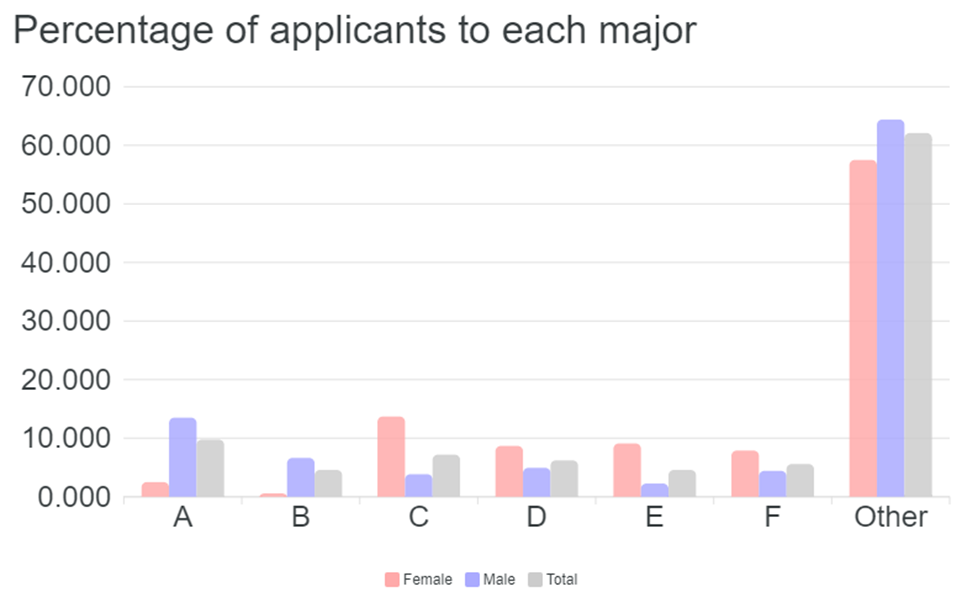 Percentage of applicants to each major
70.000
60.000
50.000
40.000
30.000
20.000
10.000
0.000
A B C D E F Other
Female Male Total